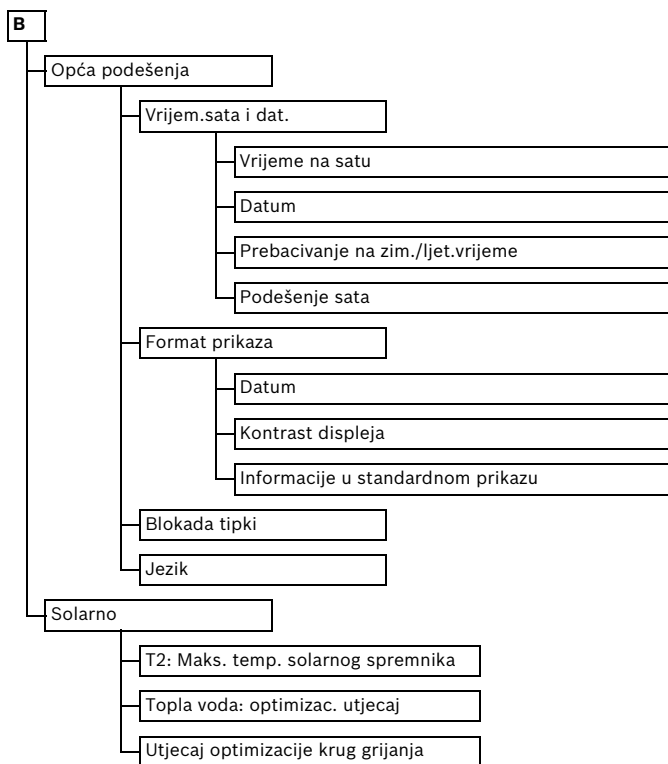 B
Opća podešenja
Vrijem.sata i dat.
Vrijeme na satu
Datum
Prebacivanje na zim./ljet.vrijeme
Podešenje sata
Format prikaza
Datum
Kontrast displeja
Informacije u standardnom prikazu
Blokada tipki
Jezik
Solarno
T2: Maks. temp. solarnog spremnika
Topla voda: optimizac. utjecaj
Utjecaj optimizacije krug grijanja